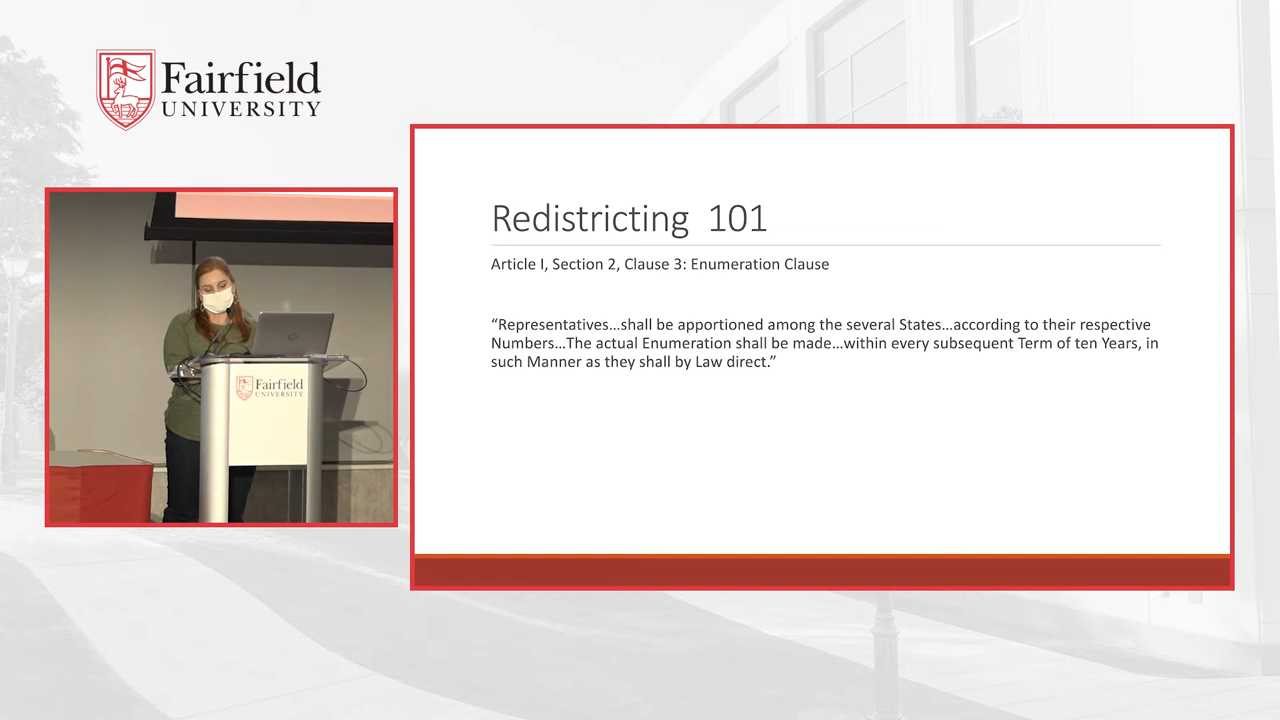 Fairfield
UNIVERSITY
Redistricting 101
Article I, Section 2, Clause 3: Enumeration Clause
“Representatives…shall be apportioned among the several States…according to their respective
Numbers…The actual Enumeration shall be made…within every subsequent Term of ten Years, in
such Manner as they shall by Law direct.”
Fairfield
UNIVERSITY